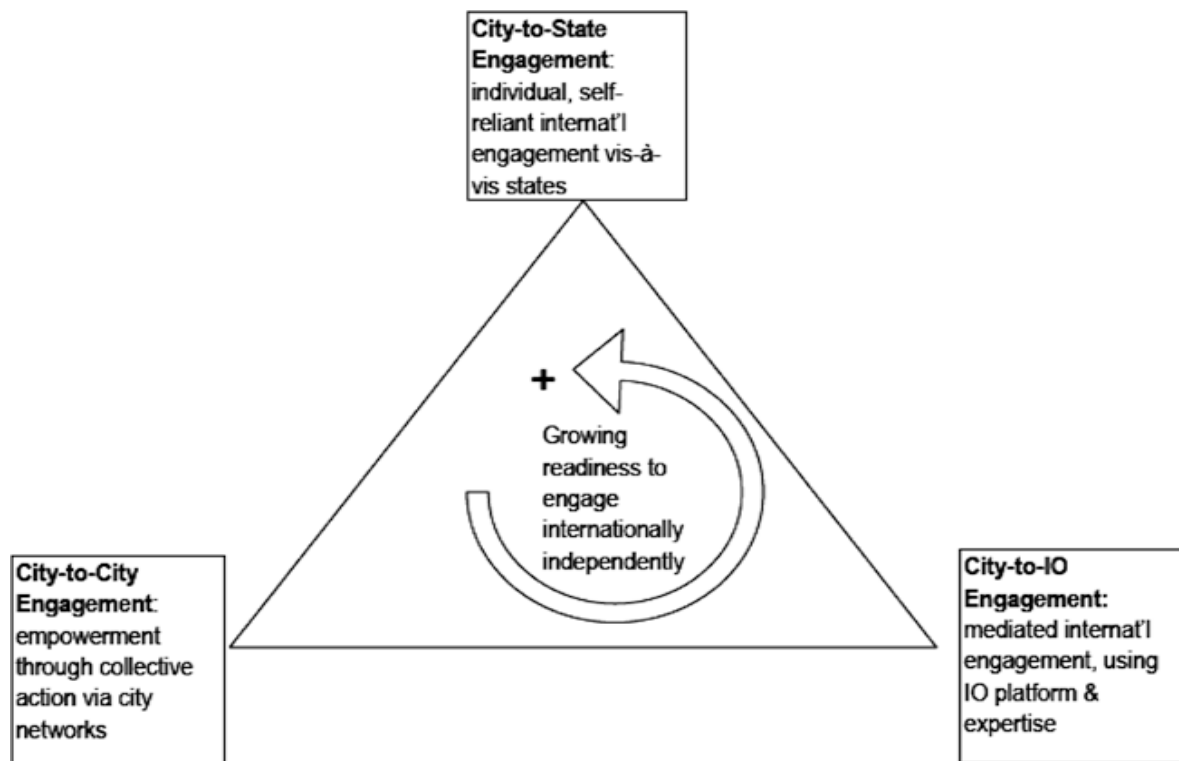 City-to-State
Engagement:
individual, self-
reliant internat'l
engagement vis-à-
vis states
+
Growing
readiness to
engage
internationally
independently
City-to-City
Engagement:
empowerment
through collective
action via city
networks
City-to-IO
Engagement:
mediated internat'l
engagement, using
IO platform &
expertise